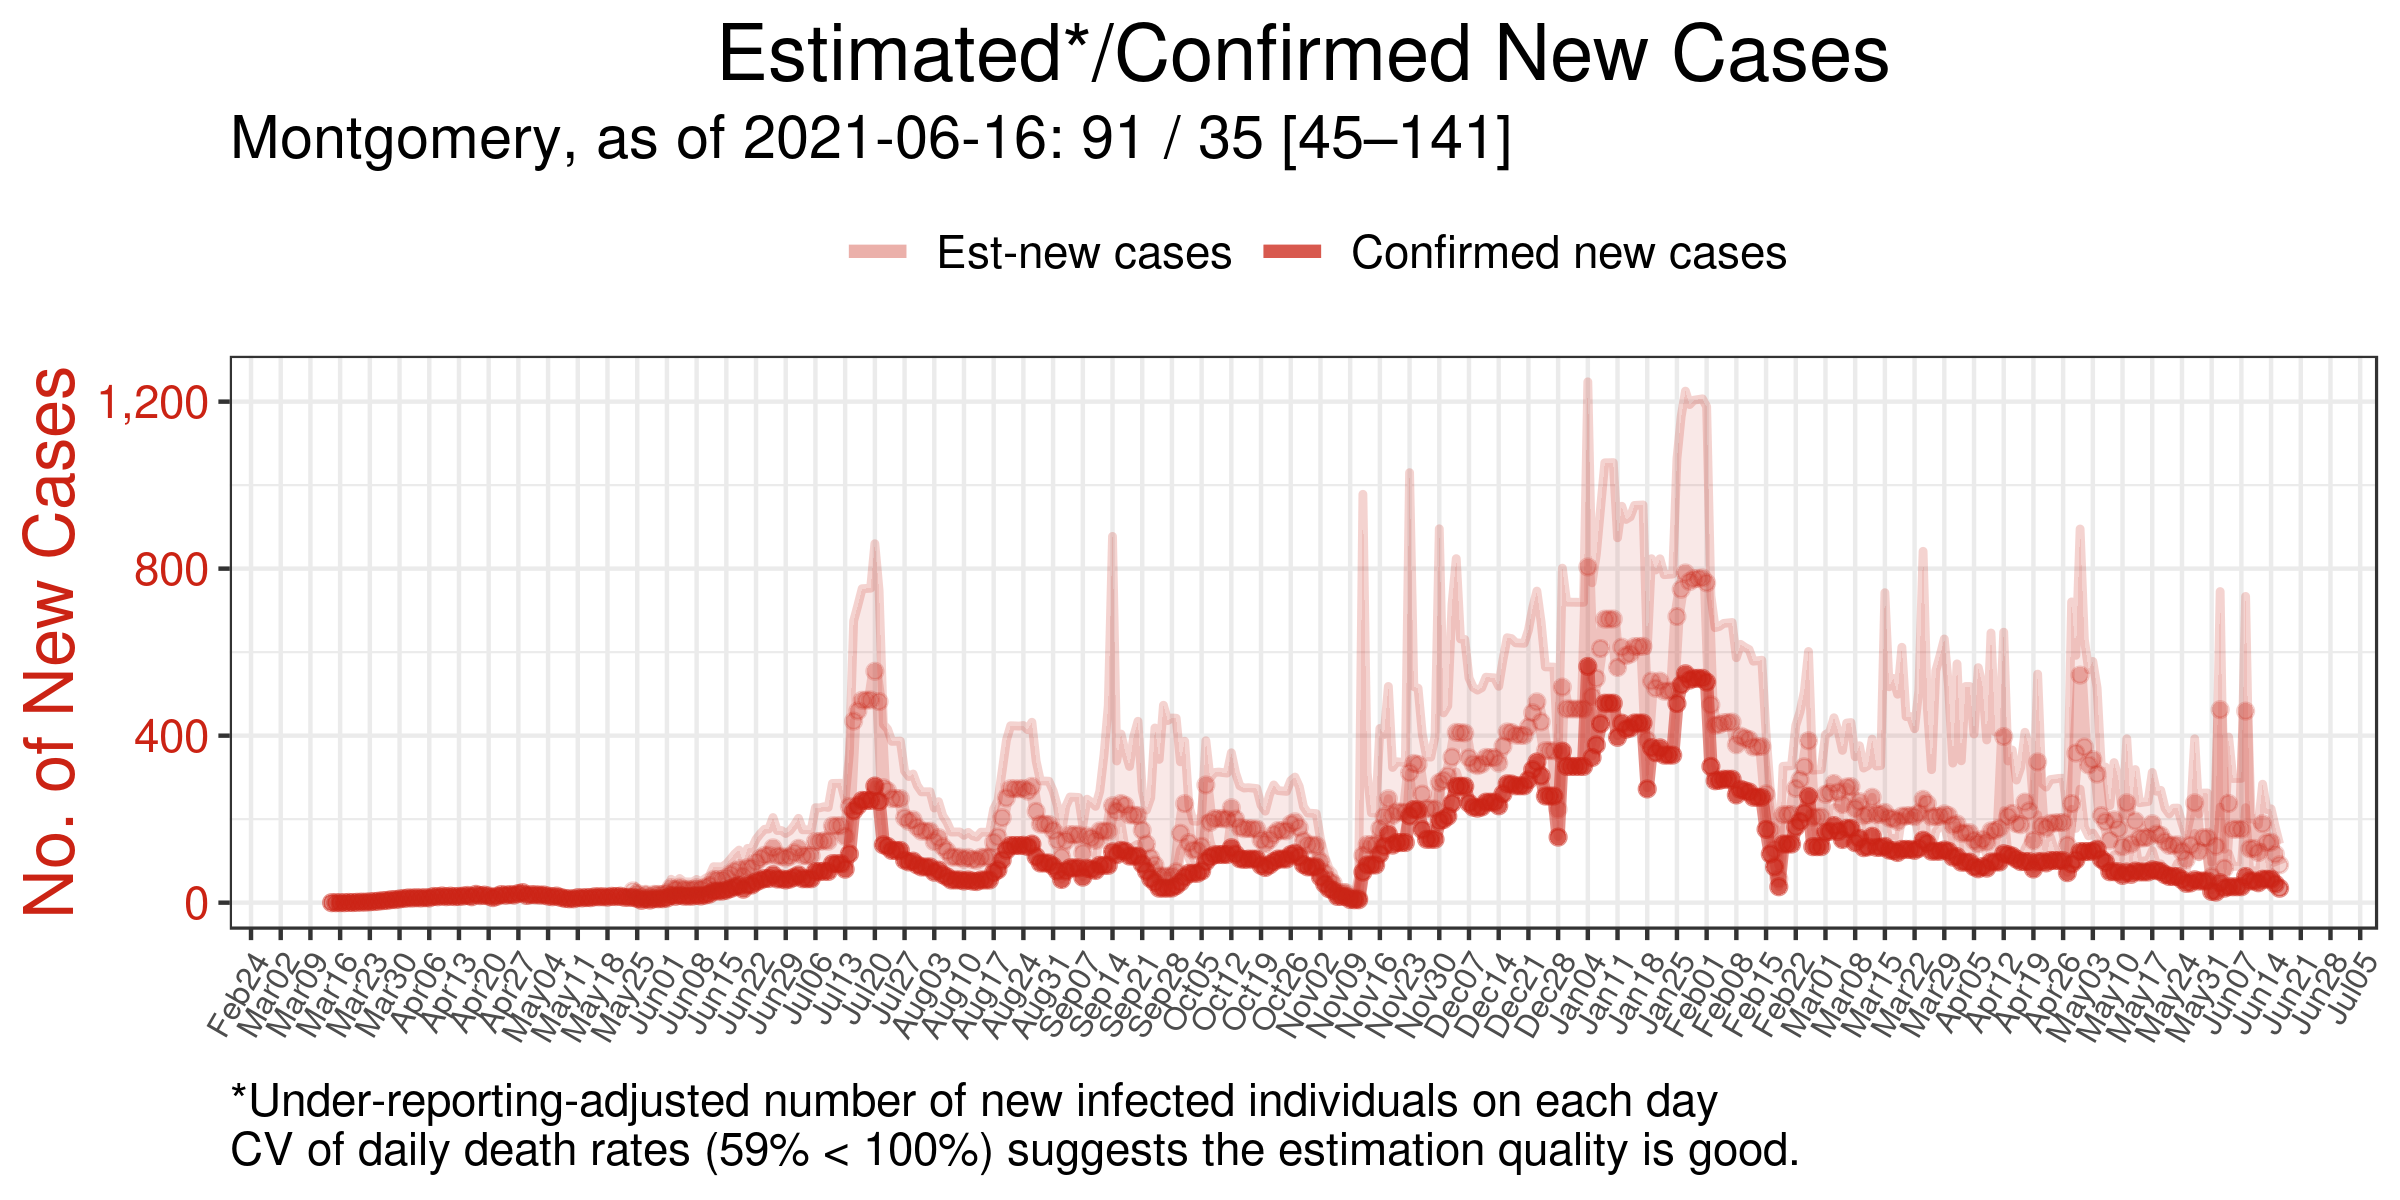 Estimated*/Confirmed New Cases
Montgomery, as of 2021-06-16: 91 / 35 [45–141]
Est-new cases Confirmed new cases
No. of New Cases
1,200
800
400
0
Feb24 Mar02 Mar09 Mar16 Mar23 Mar30 Apr06 Apr13 Apr20 Apr27 May04 May11 May18 May25 Jun01 Jun08 Jun15 Jun22 Jun29 Jul06 Jul13 Jul20 Jul27 Aug03 Aug10 Aug17 Aug24 Aug31 Sep07 Sep14 Sep21 Sep28 Oct05 Oct12 Oct19 Oct26 Nov02 Nov09 Nov16 Nov23 Nov30 Dec07 Dec14 Dec21 Dec28 Jan04 Jan11 Jan18 Jan25 Feb01 Feb08 Feb15 Feb22 Mar01 Mar08 Mar15 Mar22 Mar29 Apr05 Apr12 Apr19 Apr26 May03 May10 May17 May24 May31 Jun07 Jun14 Jun21 Jun28 Jul05
*Under-reporting-adjusted number of new infected individuals on each day
CV of daily death rates (59% < 100%) suggests the estimation quality is good.